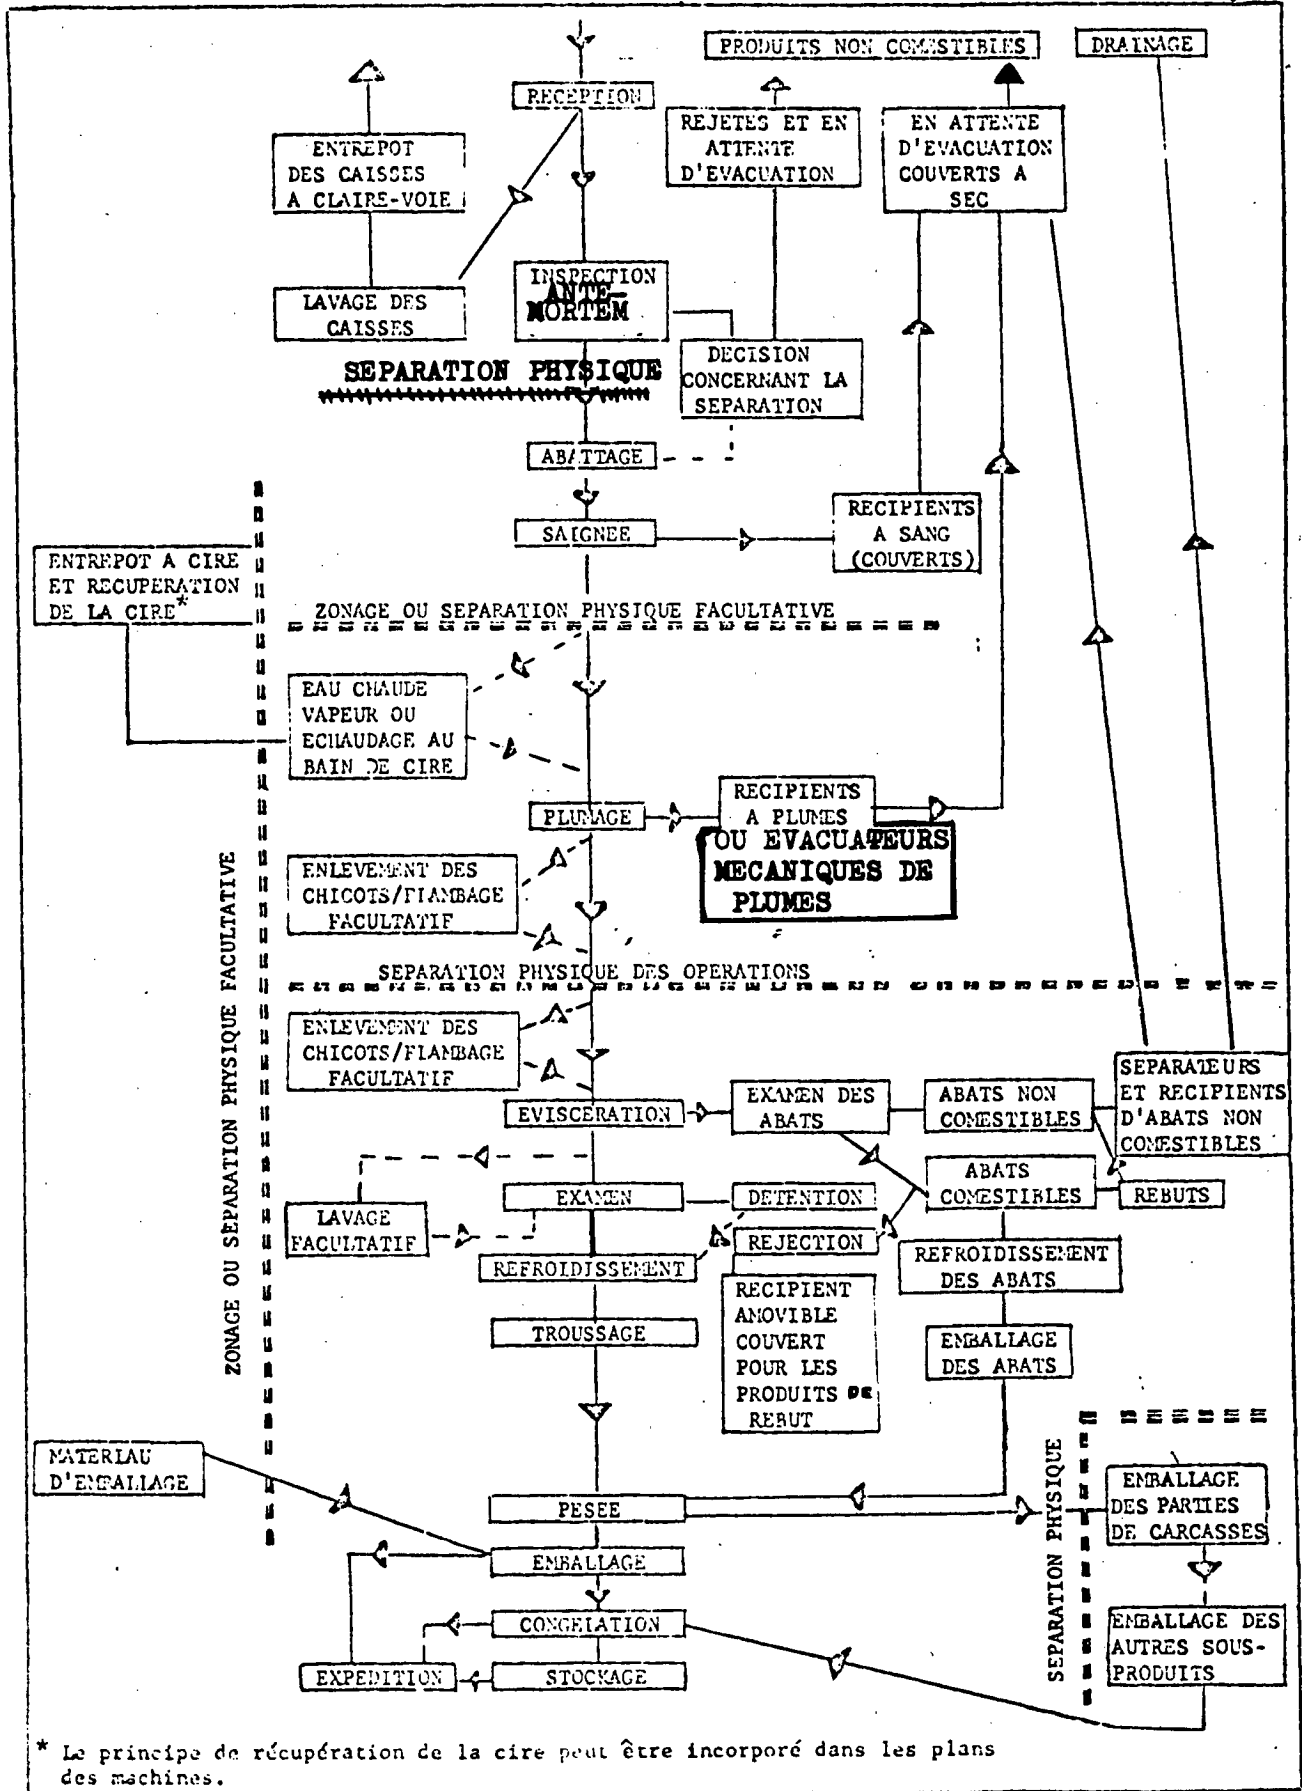 PRODUITS NON COMESTIBLES
DRAINAGE
RECEPTION
ENTREPOT
DES CAISSES
A CLAIRE-VOIE
REJETES ET EN
ATTENTE
D'EVACUATION
EN ATTENTE
D'EVACUATION
COUVERTS A
SEC
LAVAGE DES
CAISSES
INSPECTION
ANTE-
MORTEM
SEPARATION PHYSIQUE
DECISION
CONCERNANT LA
SEPARATION
ABATTAGE
SAIGNEE
RECIPIENTS
A SANG
(COUVERTS)
ENTREPOT A CIRE
ET RECUPERATION
DE LA CIRE*
ZONAGE OU SEPARATION PHYSIQUE FACULTATIVE
EAU CHAUDE
VAPEUR OU
ECHAUDAGE AU
BAIN DE CIRE
PLUMAGE
RECIPIENTS
A PLUMES
OU EVACUATEURS
MECANIQUES DE
PLUMES
ENLEVEMENT DES
CHICOTS/FLAMBAGE
FACULTATIF
ZONAGE OU SEPARATION PHYSIQUE FACULTATIVE
SEPARATION PHYSIQUE DES OPERATIONS
ENLEVEMENT DES
CHICOTS/FLAMBAGE
FACULTATIF
EVISCERATION
EXAMEN DES
ABATS
ABATS NON
COMESTIBLES
SEPARATEURS
ET RECIPIENTS
D'ABATS NON
COMESTIBLES
ABATS
COMESTIBLES
REBUTS
EXAMEN
DETENTION
LAVAGE
FACULTATIF
REJECTION
REFROIDISSEMENT
REFROIDISSEMENT
DES ABATS
RECIPIENT
AMOVIBLE
COUVERT
POUR LES
PRODUITS DE
REBUT
TROUSSAGE
EMBALLAGE
DES ABATS
MATERIAU
D'EMBALLAGE
PESEE
SEPARATION PHYSIQUE
EMBALLAGE
DES PARTIES
DE CARCASSES
EMBALLAGE
CONGELATION
EMBALLAGE DES
AUTRES SOUS-
PRODUITS
EXPEDITION
STOCKAGE
* Le principe de récupération de la cire peut être incorporé dans les plans
des machines.